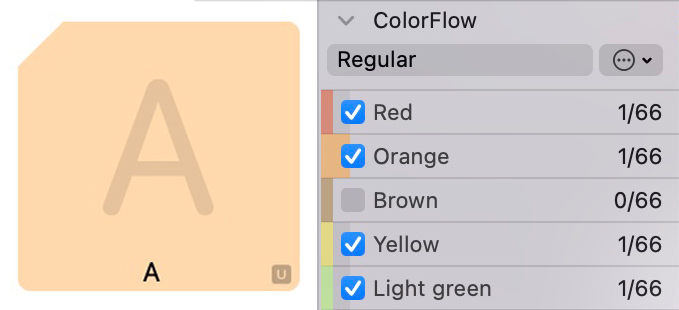 A
A
U
ColorFlow
Regular
Red 1/66
Orange 1/66
Brown 0/66
Yellow 1/66
Light green 1/66